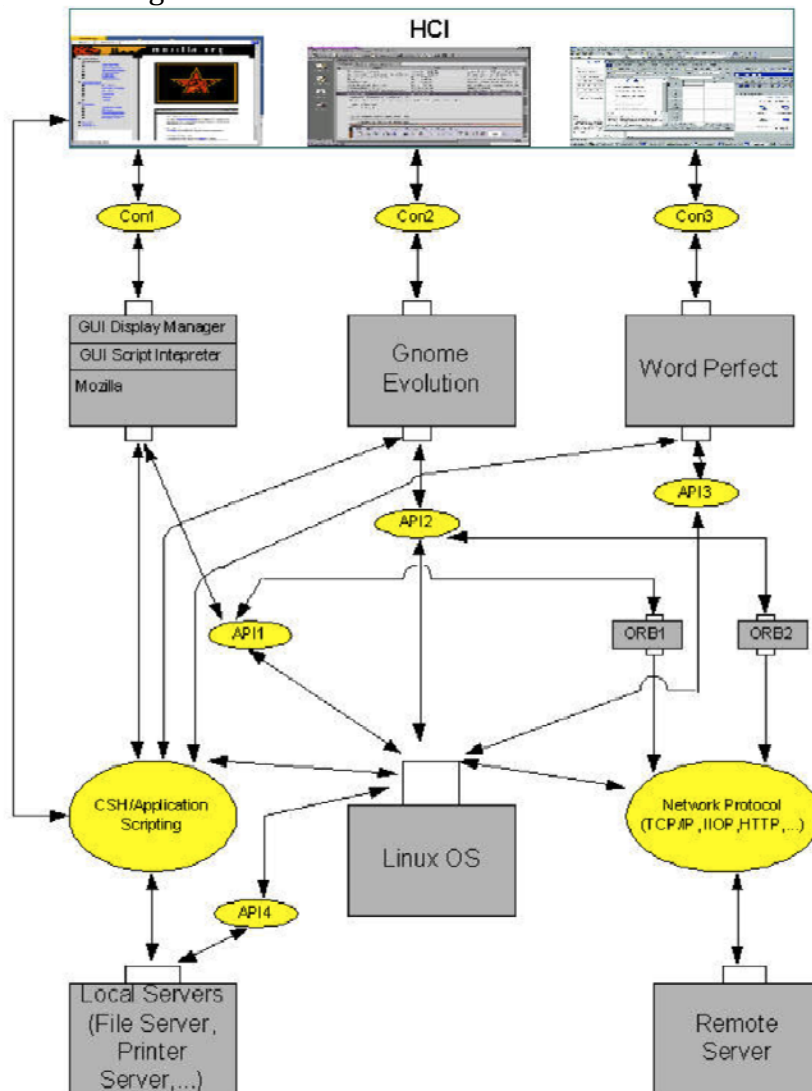 HCI
mozilla.org
Con1
Con2
Con3
GUI Display Manager
GUI Script Intepreter
Mozilla
Gnome
Evolution
Word Perfect
API3
API2
API1
ORB1
ORB2
CSH/Application
Scripting
Network Protocol
(TCP/IP,IIOP,HTTP,...)
Linux OS
API4
Local Servers
(File Server,
Printer
Server,...)
Remote
Server